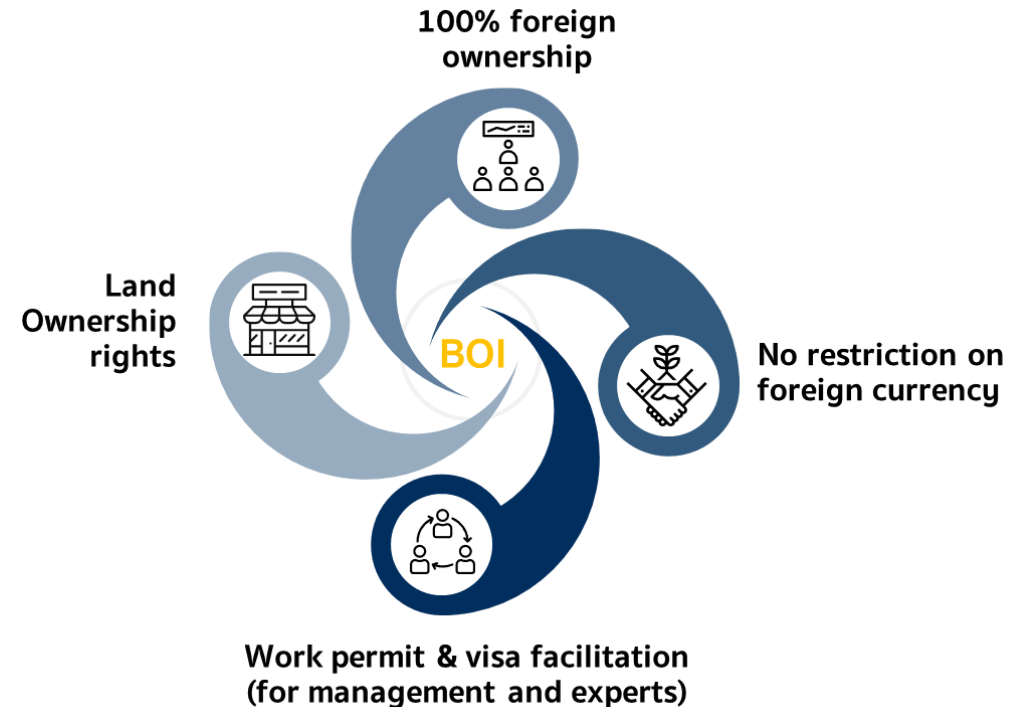 100% foreign
ownership
Land
Ownership
rights
BOI
No restriction on
foreign currency
Work permit & visa facilitation
(for management and experts)